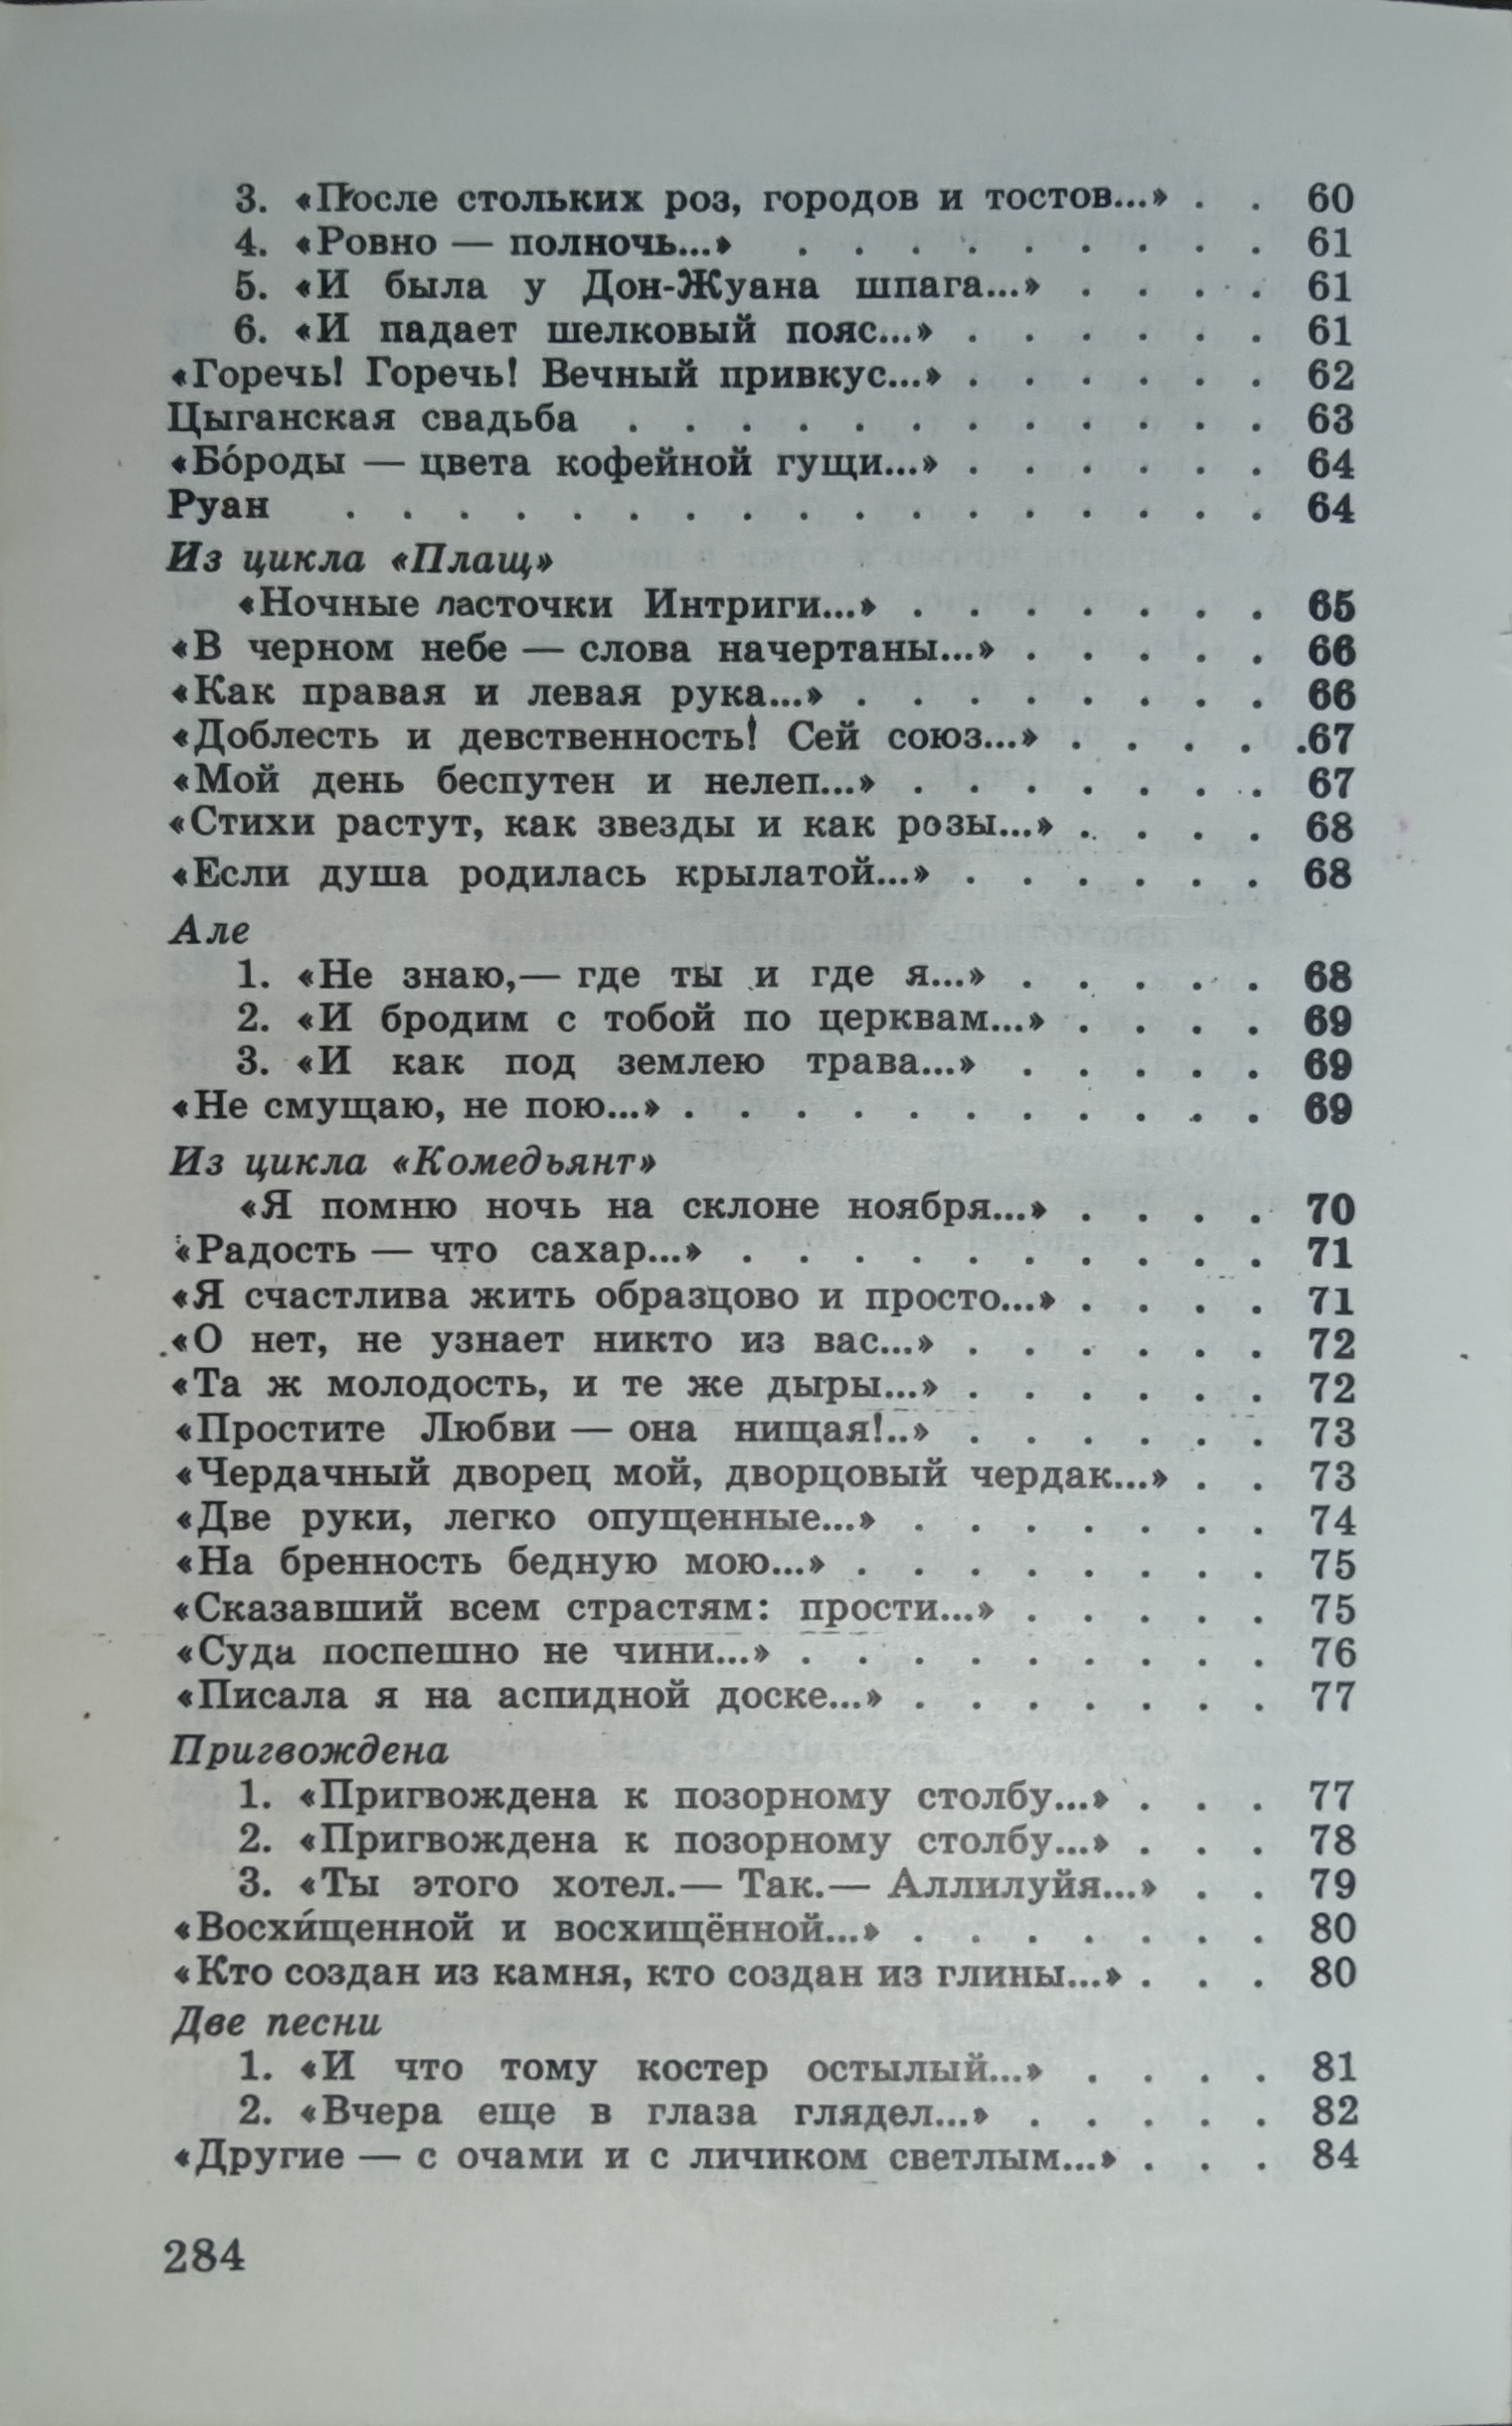 3. «После стольких роз, городов и тостов...» . . 60
4. «Ровно — полночь...» . . . . . . . . . 61
5. «И была у Дон-Жуана шпага...» . . . . 61
6. «И падает шелковый пояс...» . . . . . . 61
«Горечь! Горечь! Вечный привкус...» . . . . . . 62
Цыганская свадьба . . . . . . . . . . . . 63
«Бо́роды — цвета кофейной гущи...» . . . . . . 64
Руан . . . . . . . . . . . . . . . . . 64
Из цикла «Плащ»
«Ночные ласточки Интриги...» . . . . . . . 65
«В черном небе — слова начертаны...» . . . . . 66
«Как правая и левая рука...» . . . . . . . . 66
«Доблесть и девственность! Сей союз...» . . . . .67
«Мой день беспутен и нелеп...» . . . . . . . 67
«Стихи растут, как звезды и как розы...» . . . . 68
«Если душа родилась крылатой...» . . . . . . 68
Але
1. «Не знаю,— где ты и где я...» . . . . . 68
2. «И бродим с тобой по церквам...» . . . . 69
3. «И как под землею трава...» . . . . . 69
«Не смущаю, не пою...» . . . . . . . . . . . 69
Из цикла «Комедьянт»
«Я помню ночь на склоне ноября...» . . . . 70
«Радость — что сахар...» . . . . . . . . . . 71
«Я счастлива жить образцово и просто...» . . . . 71
«О нет, не узнает никто из вас...» . . . . . . 72
«Та ж молодость, и те же дыры...» . . . . . . 72
«Простите Любви — она нищая!..» . . . . . . 73
«Чердачный дворец мой, дворцовый чердак...» . . 73
«Две руки, легко опущенные...» . . . . . . . 74
«На бренность бедную мою...» . . . . . . . . 75
«Сказавший всем страстям: прости...» . . . . . 75
«Суда поспешно не чини...» . . . . . . . . . 76
«Писала я на аспидной доске...» . . . . . . . 77
Пригвождена
1. «Пригвождена к позорному столбу...» . . . 77
2. «Пригвождена к позорному столбу...» . . . 78
3. «Ты этого хотел.— Так.— Аллилуйя...» . . 79
«Восхи́щенной и восхищённой...» . . . . . . . 80
«Кто создан из камня, кто создан из глины...» . . . 80
Две песни
1. «И что тому костер остылый...» . . . . 81
2. «Вчера еще в глаза глядел...» . . . . . 82
«Другие — с очами и с личиком светлым...» . . . 84
284